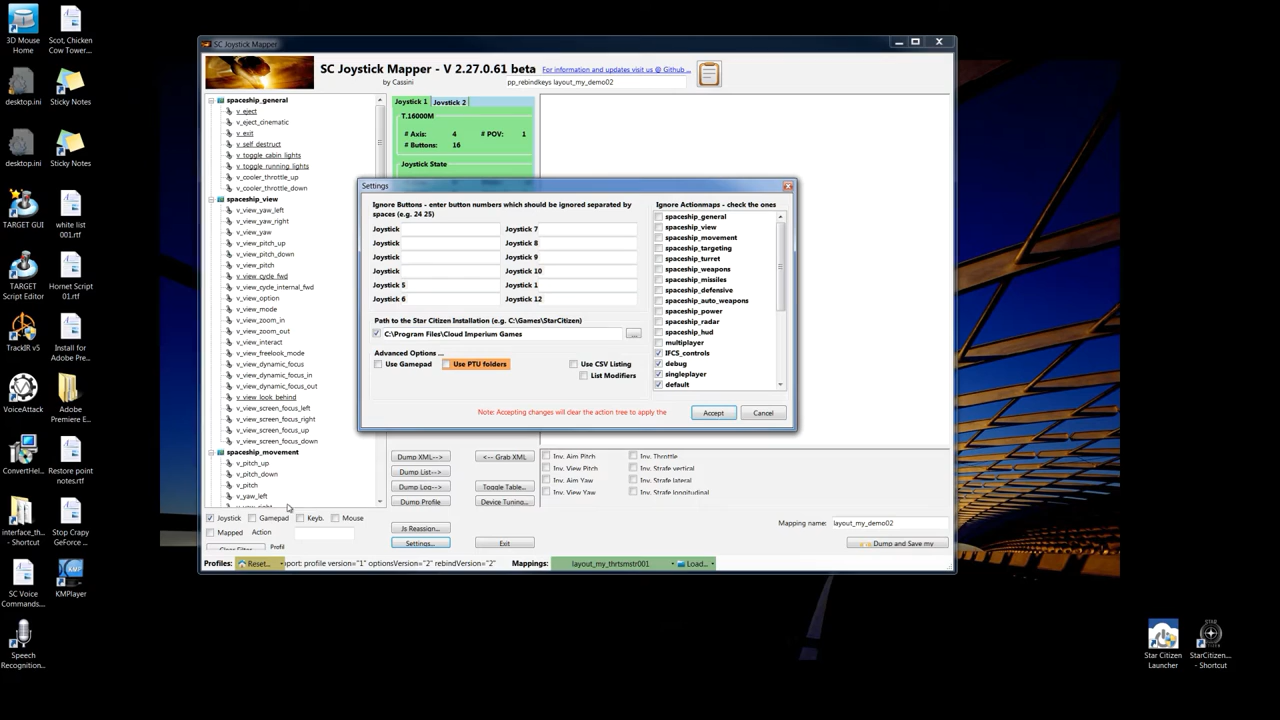 3D Mouse
Home
Scot, Chicken
Cow Tower...
desktop.ini
Sticky Notes
desktop.ini
Sticky Notes
TARGET GUI
white list
001.rtf
TARGET
Script Editor
Hornet Script
10.rtf
TrackIR v5
Install for
Adobe Pre...
VoiceAttack
Adobe
Premiere E...
ConvertHel...
Restore point
notes.rtf
interface_th...
- Shortcut
Stop Crapy
GeForce ...
SC Voice
Commands...
KMPlayer
Speech
Recognition...
Star Citizen
Launcher
StarCitizen...
- Shortcut
SC Joystick Mapper
SC Joystick Mapper - V 2.27.0.61 beta
by Cassini
For information and updates visit us @ Github ...
pp_rebindkeys layout_my_demo02
spaceship_general
v_eject
v_eject_cinematic
v_exit
v_self_destruct
v_toggle_cabin_lights
v_toggle_running_lights
v_cooler_throttle_up
v_cooler_throttle_down
spaceship_view
v_view_yaw_left
v_view_yaw_right
v_view_yaw
v_view_pitch_up
v_view_pitch_down
v_view_pitch
v_view_cycle_fwd
v_view_cycle_internal_fwd
v_view_option
v_view_mode
v_view_zoom_in
v_view_zoom_out
v_view_interact
v_view_freelook_mode
v_view_dynamic_focus
v_view_dynamic_focus_in
v_view_dynamic_focus_out
v_view_look_behind
v_view_screen_focus_left
v_view_screen_focus_right
v_view_screen_focus_up
v_view_screen_focus_down
spaceship_movement
v_pitch_up
v_pitch_down
v_pitch
v_yaw_left
v_yaw_right
Joystick 1
Joystick 2
T.16000M
# Axis: 4 # POV: 1
# Buttons: 16
Joystick State
Settings
Ignore Buttons - enter button numbers which should be ignored separated by
spaces (e.g. 24 25)
Joystick Joystick 7
Joystick Joystick 8
Joystick Joystick 9
Joystick Joystick 10
Joystick 5 Joystick 1
Joystick 6 Joystick 12
Path to the Star Citizen Installation (e.g. C:\Games\StarCitizen)
C:\Program Files\Cloud Imperium Games
...
Advanced Options ...
Use Gamepad
Use PTU folders
Use CSV Listing
List Modifiers
Ignore Actionmaps - check the ones
spaceship_general
spaceship_view
spaceship_movement
spaceship_targeting
spaceship_turret
spaceship_weapons
spaceship_missiles
spaceship_defensive
spaceship_auto_weapons
spaceship_power
spaceship_radar
spaceship_hud
multiplayer
IFCS_controls
debug
singleplayer
default
Note: Accepting changes will clear the action tree to apply the
Accept
Cancel
Dump XML-->
<-- Grab XML
Dump List-->
Dump Log-->
Toggle Table...
Dump Profile
Device Tuning...
Js Reassign...
Settings...
Exit
Inv. Aim Pitch
Inv. Throttle
Inv. View Pitch
Inv. Strafe vertical
Inv. Aim Yaw
Inv. Strafe lateral
Inv. View Yaw
Inv. Strafe longitudinal
Joystick
Gamepad
Keyb.
Mouse
Mapped
Action
Clear Filter
Profil
Mapping name:
layout_my_demo02
Dump and Save my
Profiles:
Reset...
port: profile version="1" optionsVersion="2" rebindVersion="2"
Mappings:
layout_my_thrtsmstr001
Load...